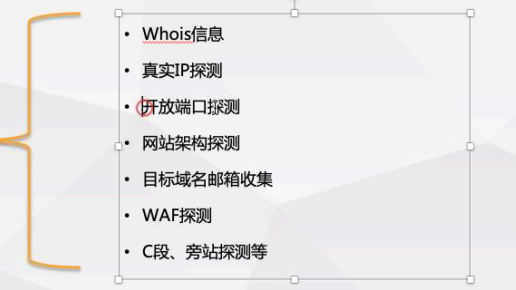 • Whois信息
• 真实IP探测
• 开放端口探测
• 网站架构探测
• 目标域名邮箱收集
• WAF探测
• C段、旁站探测等